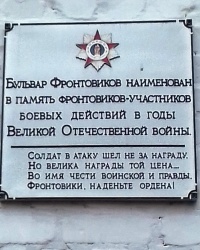 Бульвар Фронтовиков наименован
в память фронтовиков-участников
боевых действий в годы
Великой Отечественной войны.
Солдат в атаку шел не за награду,
Но велика награды той цена...
Во имя чести воинской и правды,
Фронтовики, наденьте ордена!